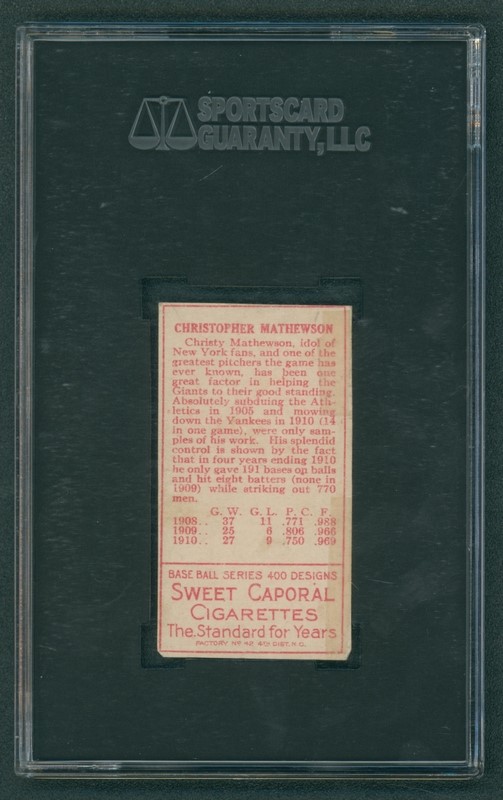 SPORTSCARD
GUARANTY, LLC
CHRISTOPHER MATHEWSON
Christy Mathewson, idol of
New York fans, and one of the
greatest pitchers the game has
ever known, has been one
great factor in helping the
Giants to their good standing.
Absolutely subduing the Ath-
letics in 1905 and mowing
down the Yankees in 1910 (14
in one game), were only sam-
ples of his work. His splendid
control is shown by the fact
that in four years ending 1910
he only gave 191 bases on balls
and hit eight batters (none in
1909) while striking out 770
men.
G. W. G. L. P. C. F.
1908.. 37 11 .771 .988
1909.. 25 6 .806 .966
1910.. 27 9 .750 .969
BASE BALL SERIES 400 DESIGNS
SWEET CAPORAL
CIGARETTES
The Standard for Years
FACTORY No 42 4TH DIST. N.C.